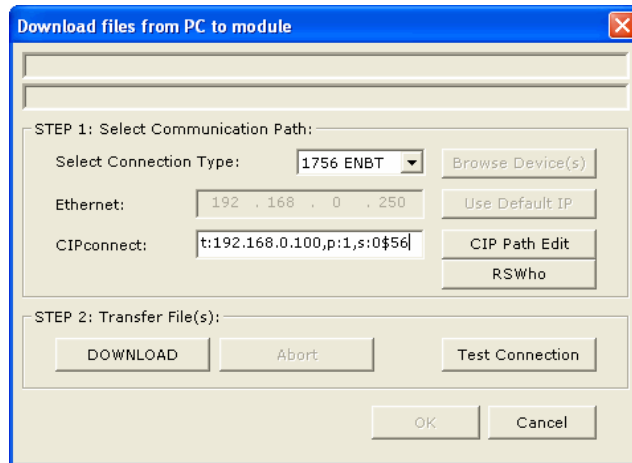 Download files from PC to module
STEP 1: Select Communication Path:
Select Connection Type: 1756 ENBT Browse Device(s)
Ethernet: 192 . 168 . 0 . 250 Use Default IP
CIPconnect: t:192.168.0.100,p:1,s:0$56 CIP Path Edit
RSWho
STEP 2: Transfer File(s):
DOWNLOAD Abort Test Connection
OK Cancel